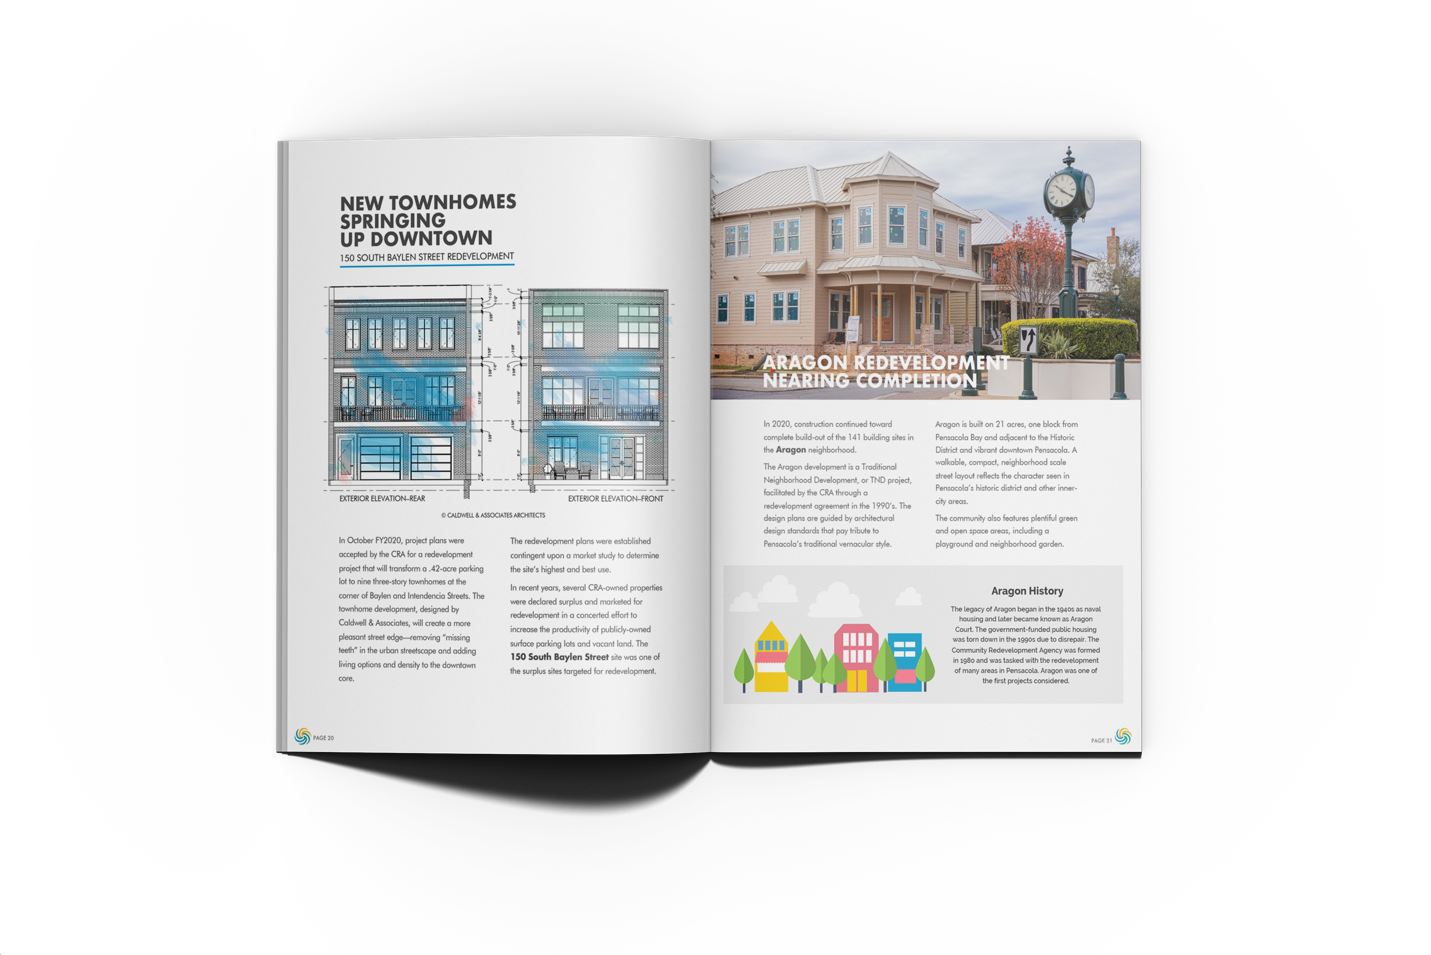 NEW TOWNHOMES
SPRINGING
UP DOWNTOWN
150 SOUTH BAYLEN STREET REDEVELOPMENT
EXTERIOR ELEVATION–REAR
EXTERIOR ELEVATION–FRONT
© CALDWELL & ASSOCIATES ARCHITECTS
In October FY2020, project plans were
accepted by the CRA for a redevelopment
project that will transform a .42-acre parking
lot to nine three-story townhomes at the
corner of Baylen and Intendencia Streets. The
townhome development, designed by
Caldwell & Associates, will create a more
pleasant street edge—removing "missing
teeth" in the urban streetscape and adding
living options and density to the downtown
core.
The redevelopment plans were established
contingent upon a market study to determine
the site's highest and best use.
In recent years, several CRA-owned properties
were declared surplus and marketed for
redevelopment in a concerted effort to
increase the productivity of publicly-owned
surface parking lots and vacant land. The
150 South Baylen Street site was one of
the surplus sites targeted for redevelopment.
PAGE 20
ARAGON REDEVELOPMENT
NEARING COMPLETION
In 2020, construction continued toward
complete build-out of the 141 building sites in
the Aragon neighborhood.
The Aragon development is a Traditional
Neighborhood Development, or TND project,
facilitated by the CRA through a
redevelopment agreement in the 1990's. The
design plans are guided by architectural
design standards that pay tribute to
Pensacola's traditional vernacular style.
Aragon is built on 21 acres, one block from
Pensacola Bay and adjacent to the Historic
District and vibrant downtown Pensacola. A
walkable, compact, neighborhood scale
street layout reflects the character seen in
Pensacola's historic district and other inner-
city areas.
The community also features plentiful green
and open space areas, including a
playground and neighborhood garden.
Aragon History
The legacy of Aragon began in the 1940s as naval
housing and later became known as Aragon
Court. The government-funded public housing
was torn down in the 1990s due to disrepair. The
Community Redevelopment Agency was formed
in 1980 and was tasked with the redevelopment
of many areas in Pensacola. Aragon was one of
the first projects considered.
PAGE 21